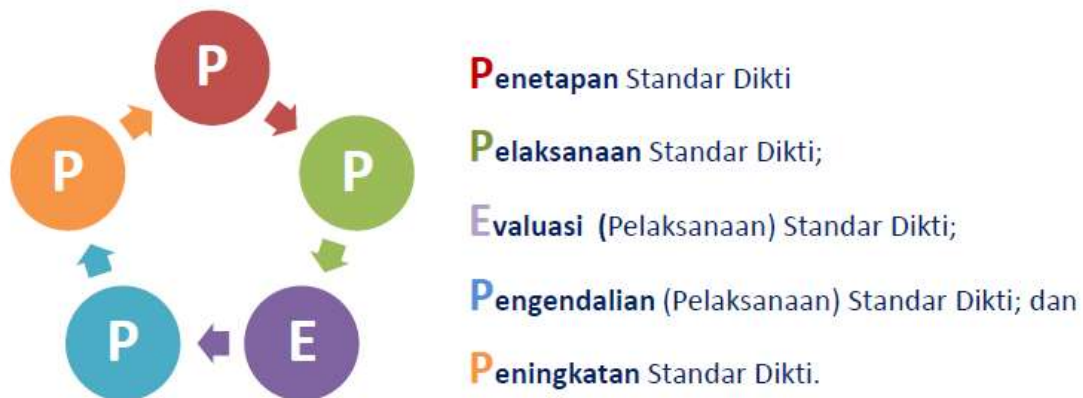 P
P
E
P
P
Penetapan Standar Dikti
Pelaksanaan Standar Dikti;
Evaluasi (Pelaksanaan) Standar Dikti;
Pengendalian (Pelaksanaan) Standar Dikti; dan
Peningkatan Standar Dikti.